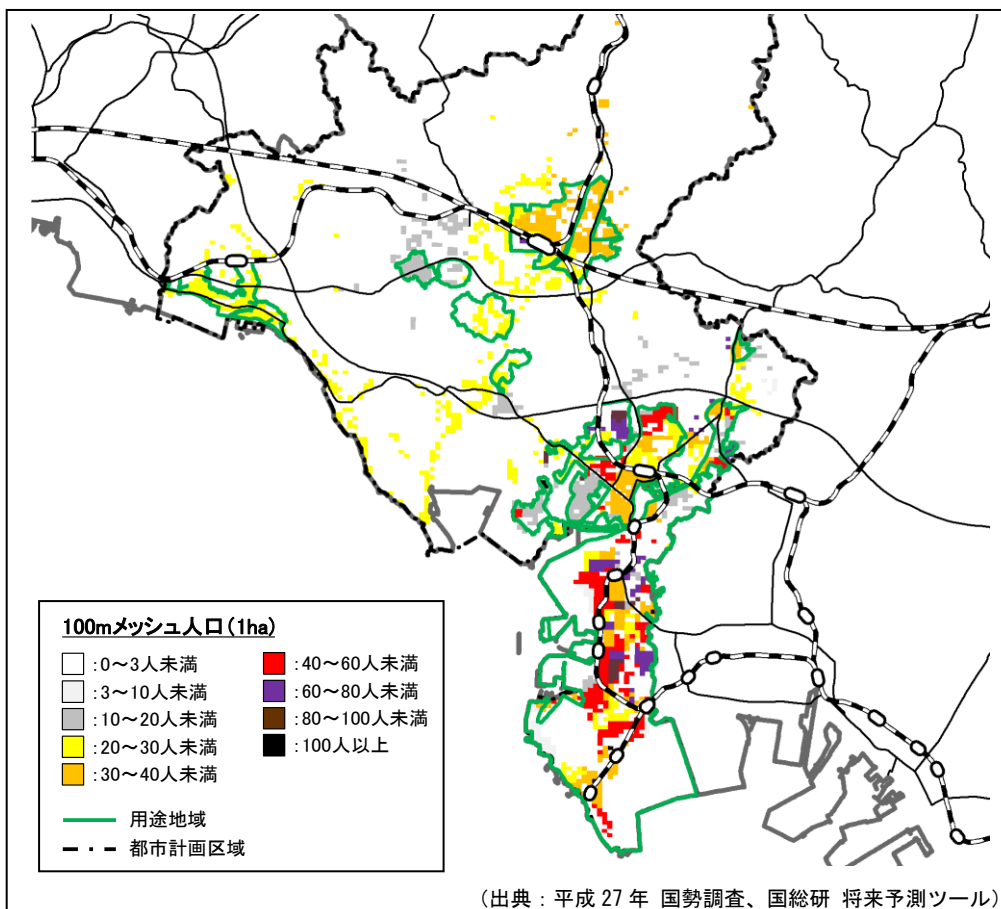 100mメッシュ人口(1ha)
:0～3人未満
:3～10人未満
:10～20人未満
:20～30人未満
:30～40人未満
:40～60人未満
:60～80人未満
:80～100人未満
:100人以上
用途地域
都市計画区域
(出典:平成27年 国勢調査、国総研 将来予測ツール)